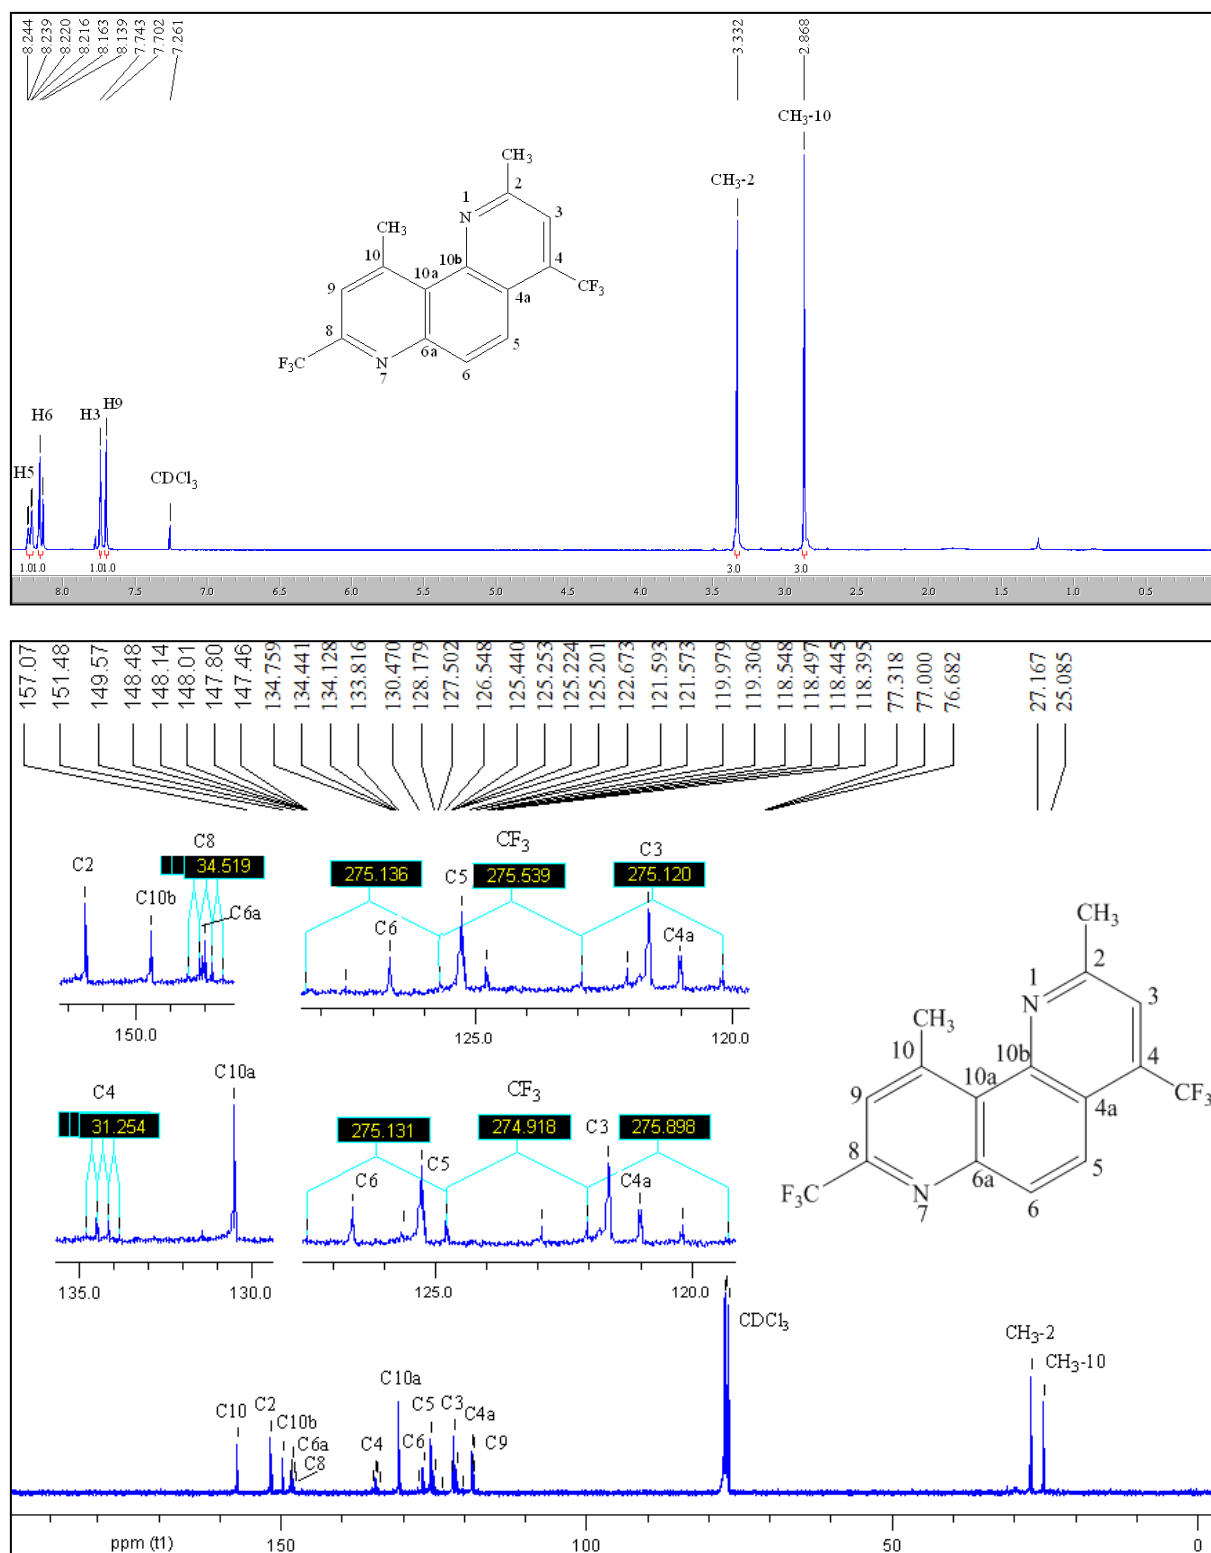 8.244
8.239
8.220
8.216
8.163
8.139
7.743
7.702
7.261
3.332
2.868
CH3-10
CH3-2
CH3
2
1
N
3
CH3
10
10b
4
10a
9
4a
CF3
8
5
6a
F3C
N
7
6
H6
H3
H9
H5
CDCl3
1.0
1.0
1.0
1.0
3.0
3.0
8.0
7.5
7.0
6.5
6.0
5.5
5.0
4.5
4.0
3.5
3.0
2.5
2.0
1.5
1.0
0.5
157.07
151.48
149.57
148.48
148.14
148.01
147.80
147.46
134.759
134.441
134.128
133.816
130.470
128.179
127.502
126.548
125.440
125.253
125.224
125.201
122.673
121.593
121.573
119.979
119.306
118.548
118.497
118.445
118.395
77.318
77.000
76.682
27.167
25.085
C2
C8
34.519
C10b
C6a
150.0
CF3
275.136
275.539
C3
275.120
C5
C6
C4a
125.0
120.0
C4
31.254
C10a
135.0
130.0
CF3
275.131
274.918
C3
275.898
C5
C6
C4a
125.0
120.0
CH3
2
1
N
3
CH3
10
10b
4
10a
9
4a
CF3
8
5
6a
F3C
N
7
6
CDCl3
CH3-2
CH3-10
C10a
C10
C2
C10b
C6a
C8
C4
C6
C5
C3
C4a
C9
ppm (t1)
150
100
50
0